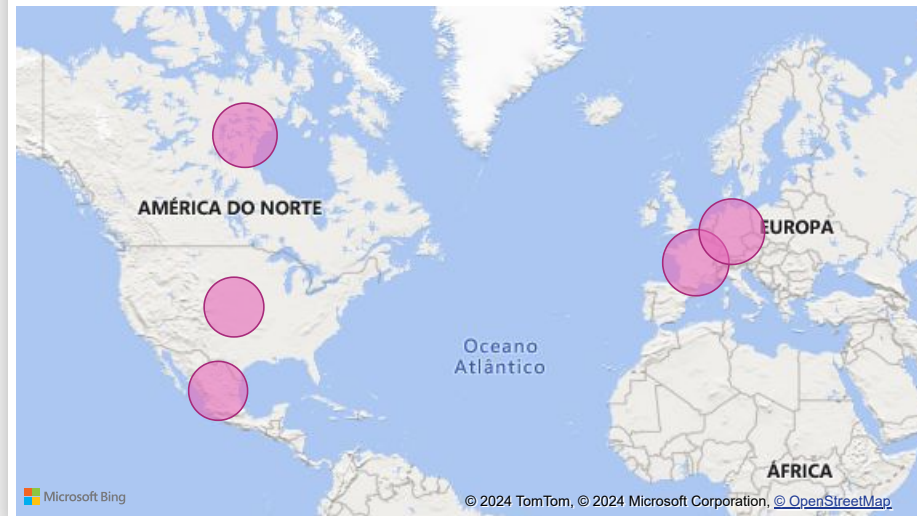 AMÉRICA DO NORTE
EUROPA
Oceano
Atlântico
ÁFRICA
Microsoft Bing
© 2024 TomTom, © 2024 Microsoft Corporation, © OpenStreetMap